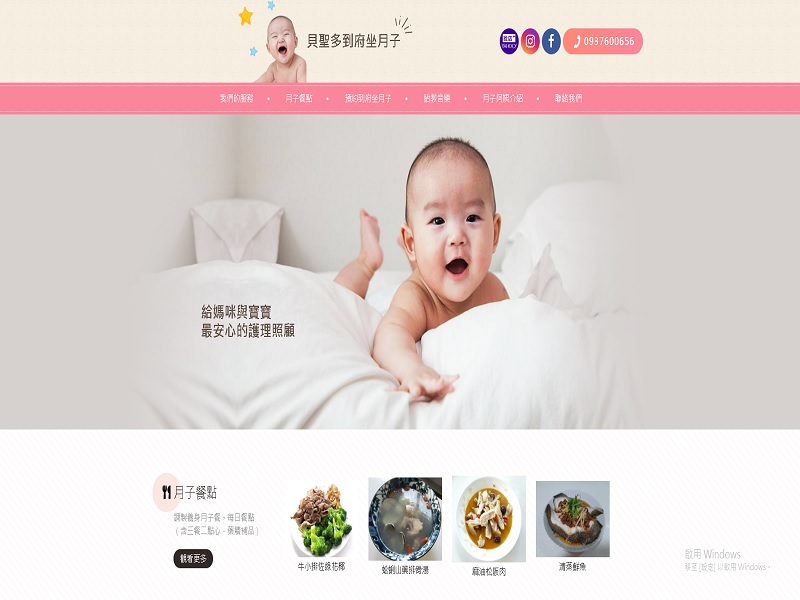 貝聖多到府坐月子
YAHOO!
0937600656
我們的服務 • 月子餐點 • 預約到府坐月子 • 胎教音樂 • 月子阿姨介紹 • 聯絡我們
給媽咪與寶寶
最安心的護理照顧
月子餐點
調製養身月子餐，每日餐點
（含三餐二點心、藥膳補品）
觀看更多
牛小排佐綠花椰
蛤蜊山藥排骨湯
麻油松阪肉
清蒸鮮魚
啟用 Windows
移至 [設定] 以啟用 Windows。